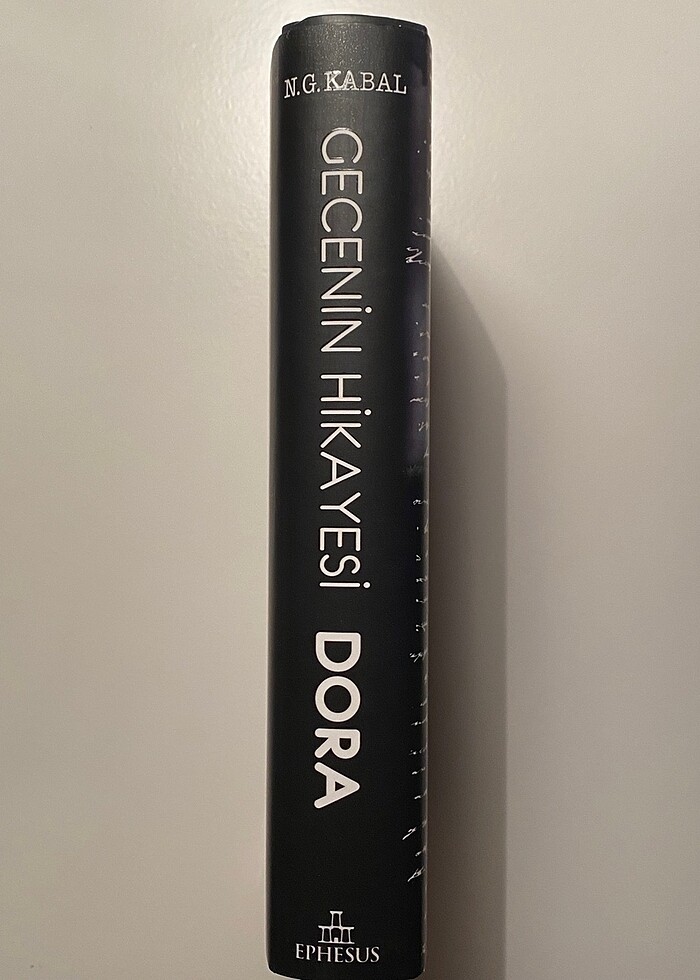 N.G.KABAL
GECENİN HİKAYESİ DORA
EPHESUS